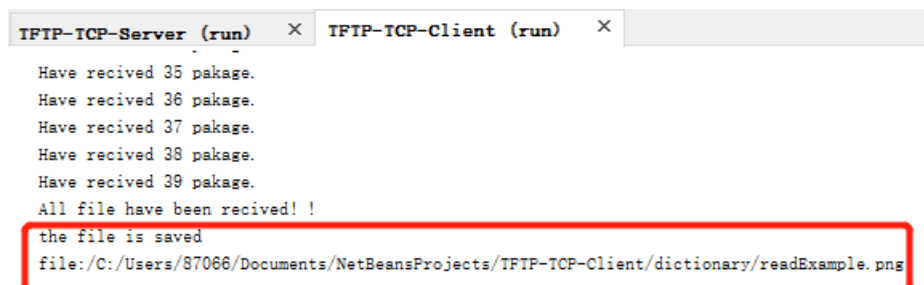 TFTP-TCP-Server (run) × TFTP-TCP-Client (run) ×
Have recived 35 pakage.
Have recived 36 pakage.
Have recived 37 pakage.
Have recived 38 pakage.
Have recived 39 pakage.
All file have been recived! !
the file is saved
file:/C:/Users/87066/Documents/NetBeansProjects/TFTP-TCP-Client/dictionary/readExample.png